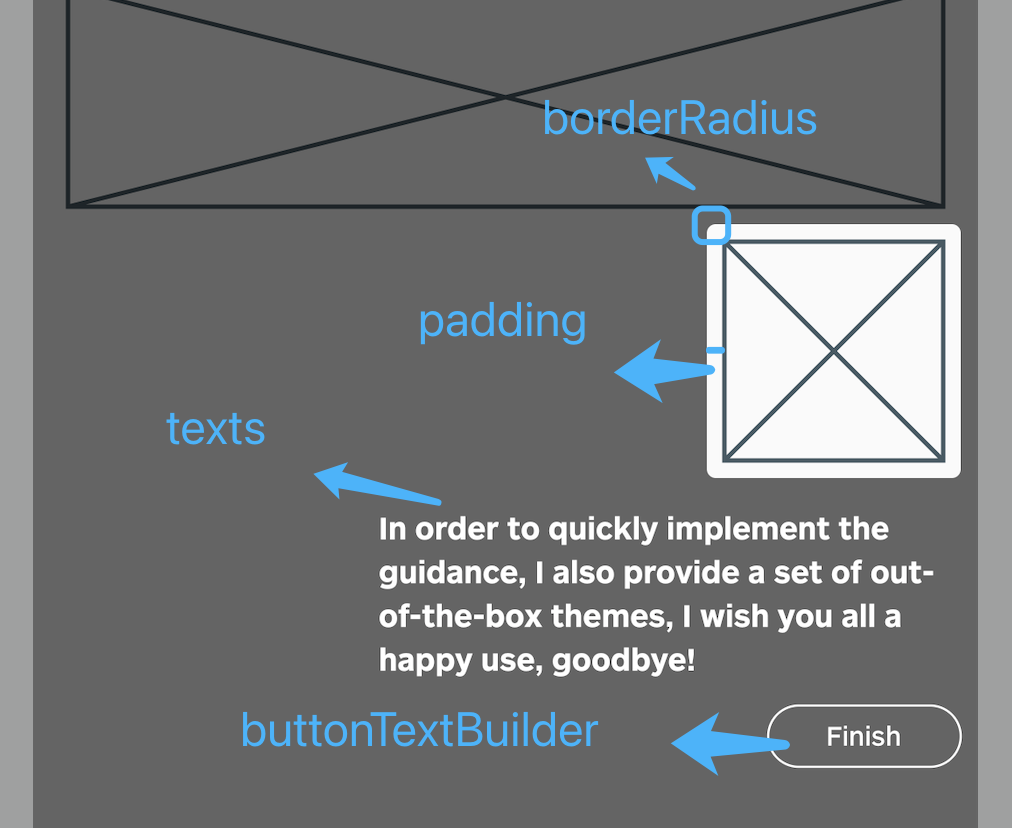 borderRadius
padding
texts
In order to quickly implement the
guidance, I also provide a set of out-
of-the-box themes, I wish you all a
happy use, goodbye!
buttonTextBuilder
Finish